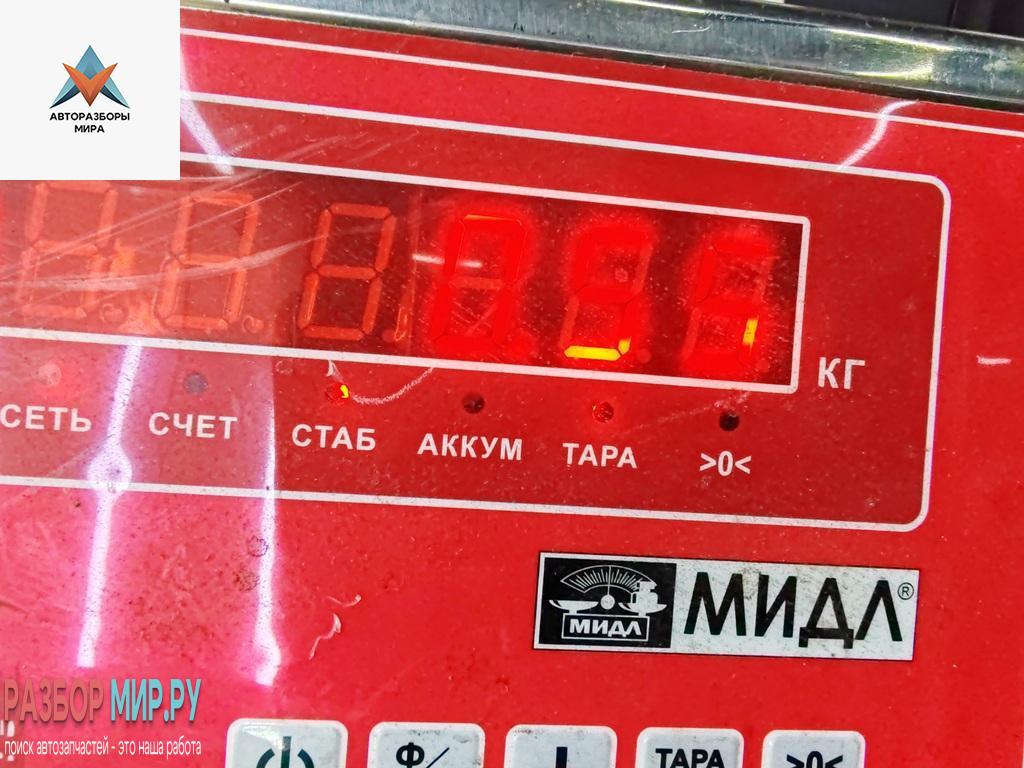 АВТОРАЗБОРЫ
МИРА
КГ
СЕТЬ СЧЕТ СТАБ АККУМ ТАРА >0<
МИДЛ МИДЛ®
РАЗБОР МИР.РУ
поиск автозапчастей - это наша работа
Ф/ ТАРА >0<